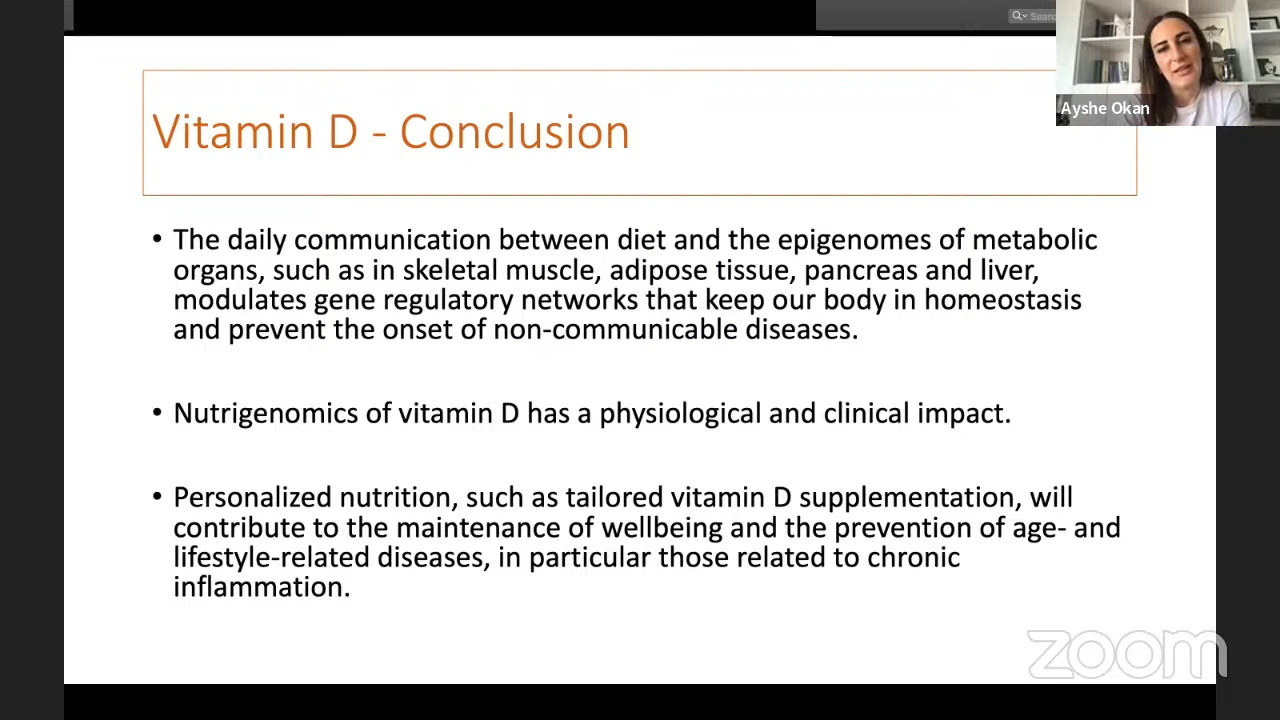 Searc
Ayshe Okan
Vitamin D - Conclusion
• The daily communication between diet and the epigenomes of metabolic
organs, such as in skeletal muscle, adipose tissue, pancreas and liver,
modulates gene regulatory networks that keep our body in homeostasis
and prevent the onset of non-communicable diseases.
• Nutrigenomics of vitamin D has a physiological and clinical impact.
• Personalized nutrition, such as tailored vitamin D supplementation, will
contribute to the maintenance of wellbeing and the prevention of age- and
lifestyle-related diseases, in particular those related to chronic
inflammation.
zoom